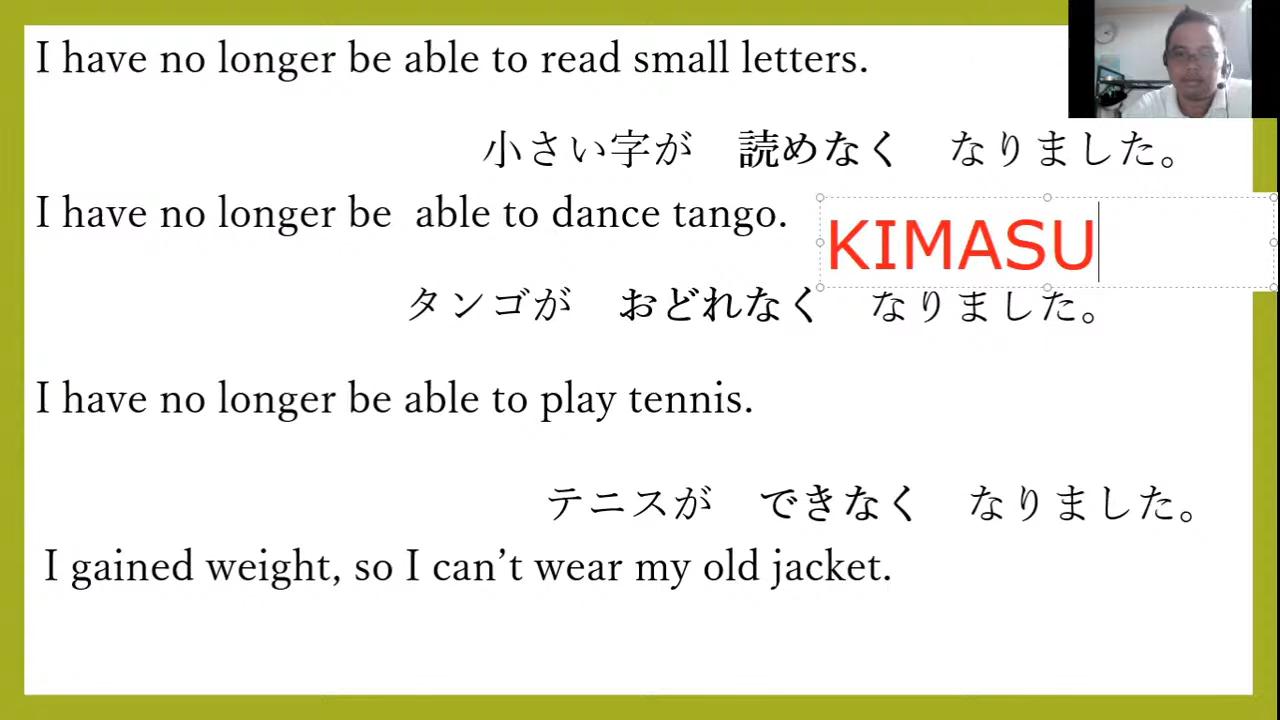 I have no longer be able to read small letters.
小さい字が　読めなく　なりました。
I have no longer be  able to dance tango.
KIMASU
タンゴが　おどれなく　なりました。
I have no longer be able to play tennis.
テニスが　できなく　なりました。
I gained weight, so I can’t wear my old jacket.